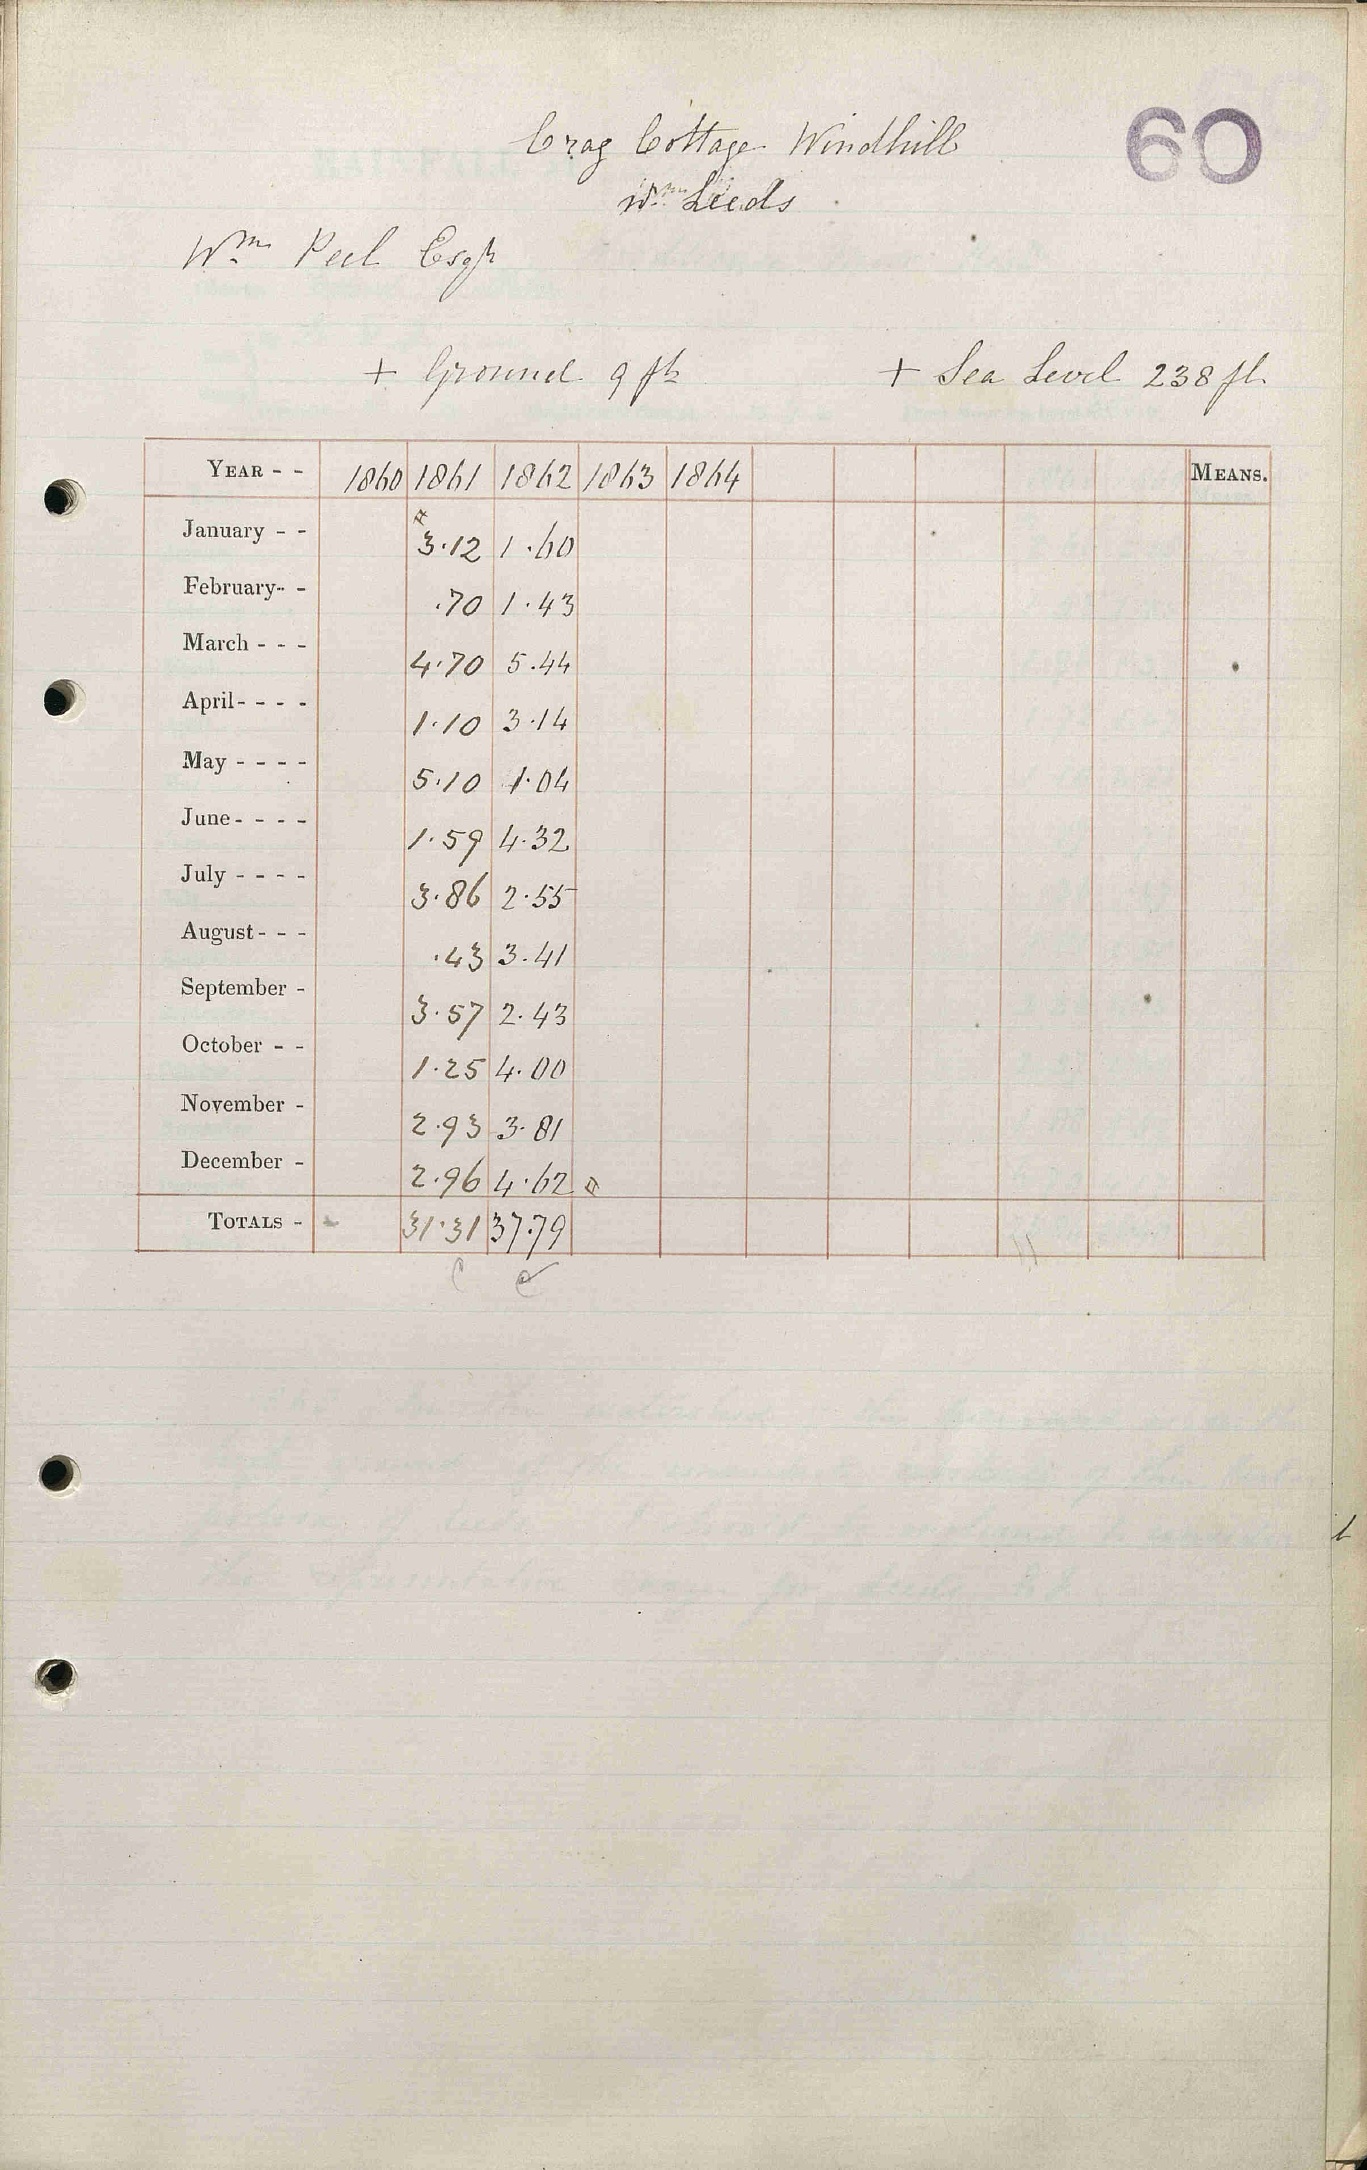 60
Crag Cottage Windhill
Leeds
Wm Peel Esqr
+ Ground 9 ft + Sea Level 238 ft
YEAR - - 1860 1861 1862 1863 1864 MEANS.
January - - 3.12 1.60
February - - .70 1.43
March - - - 4.70 5.44
April - - - - 1.10 3.14
May - - - - 5.10 1.04
June - - - - 1.59 4.32
July - - - - 3.86 2.55
August - - - .43 3.41
September - 3.57 2.43
October - - 1.25 4.00
November - 2.93 3.81
December - 2.96 4.62
TOTALS - 31.31 37.79